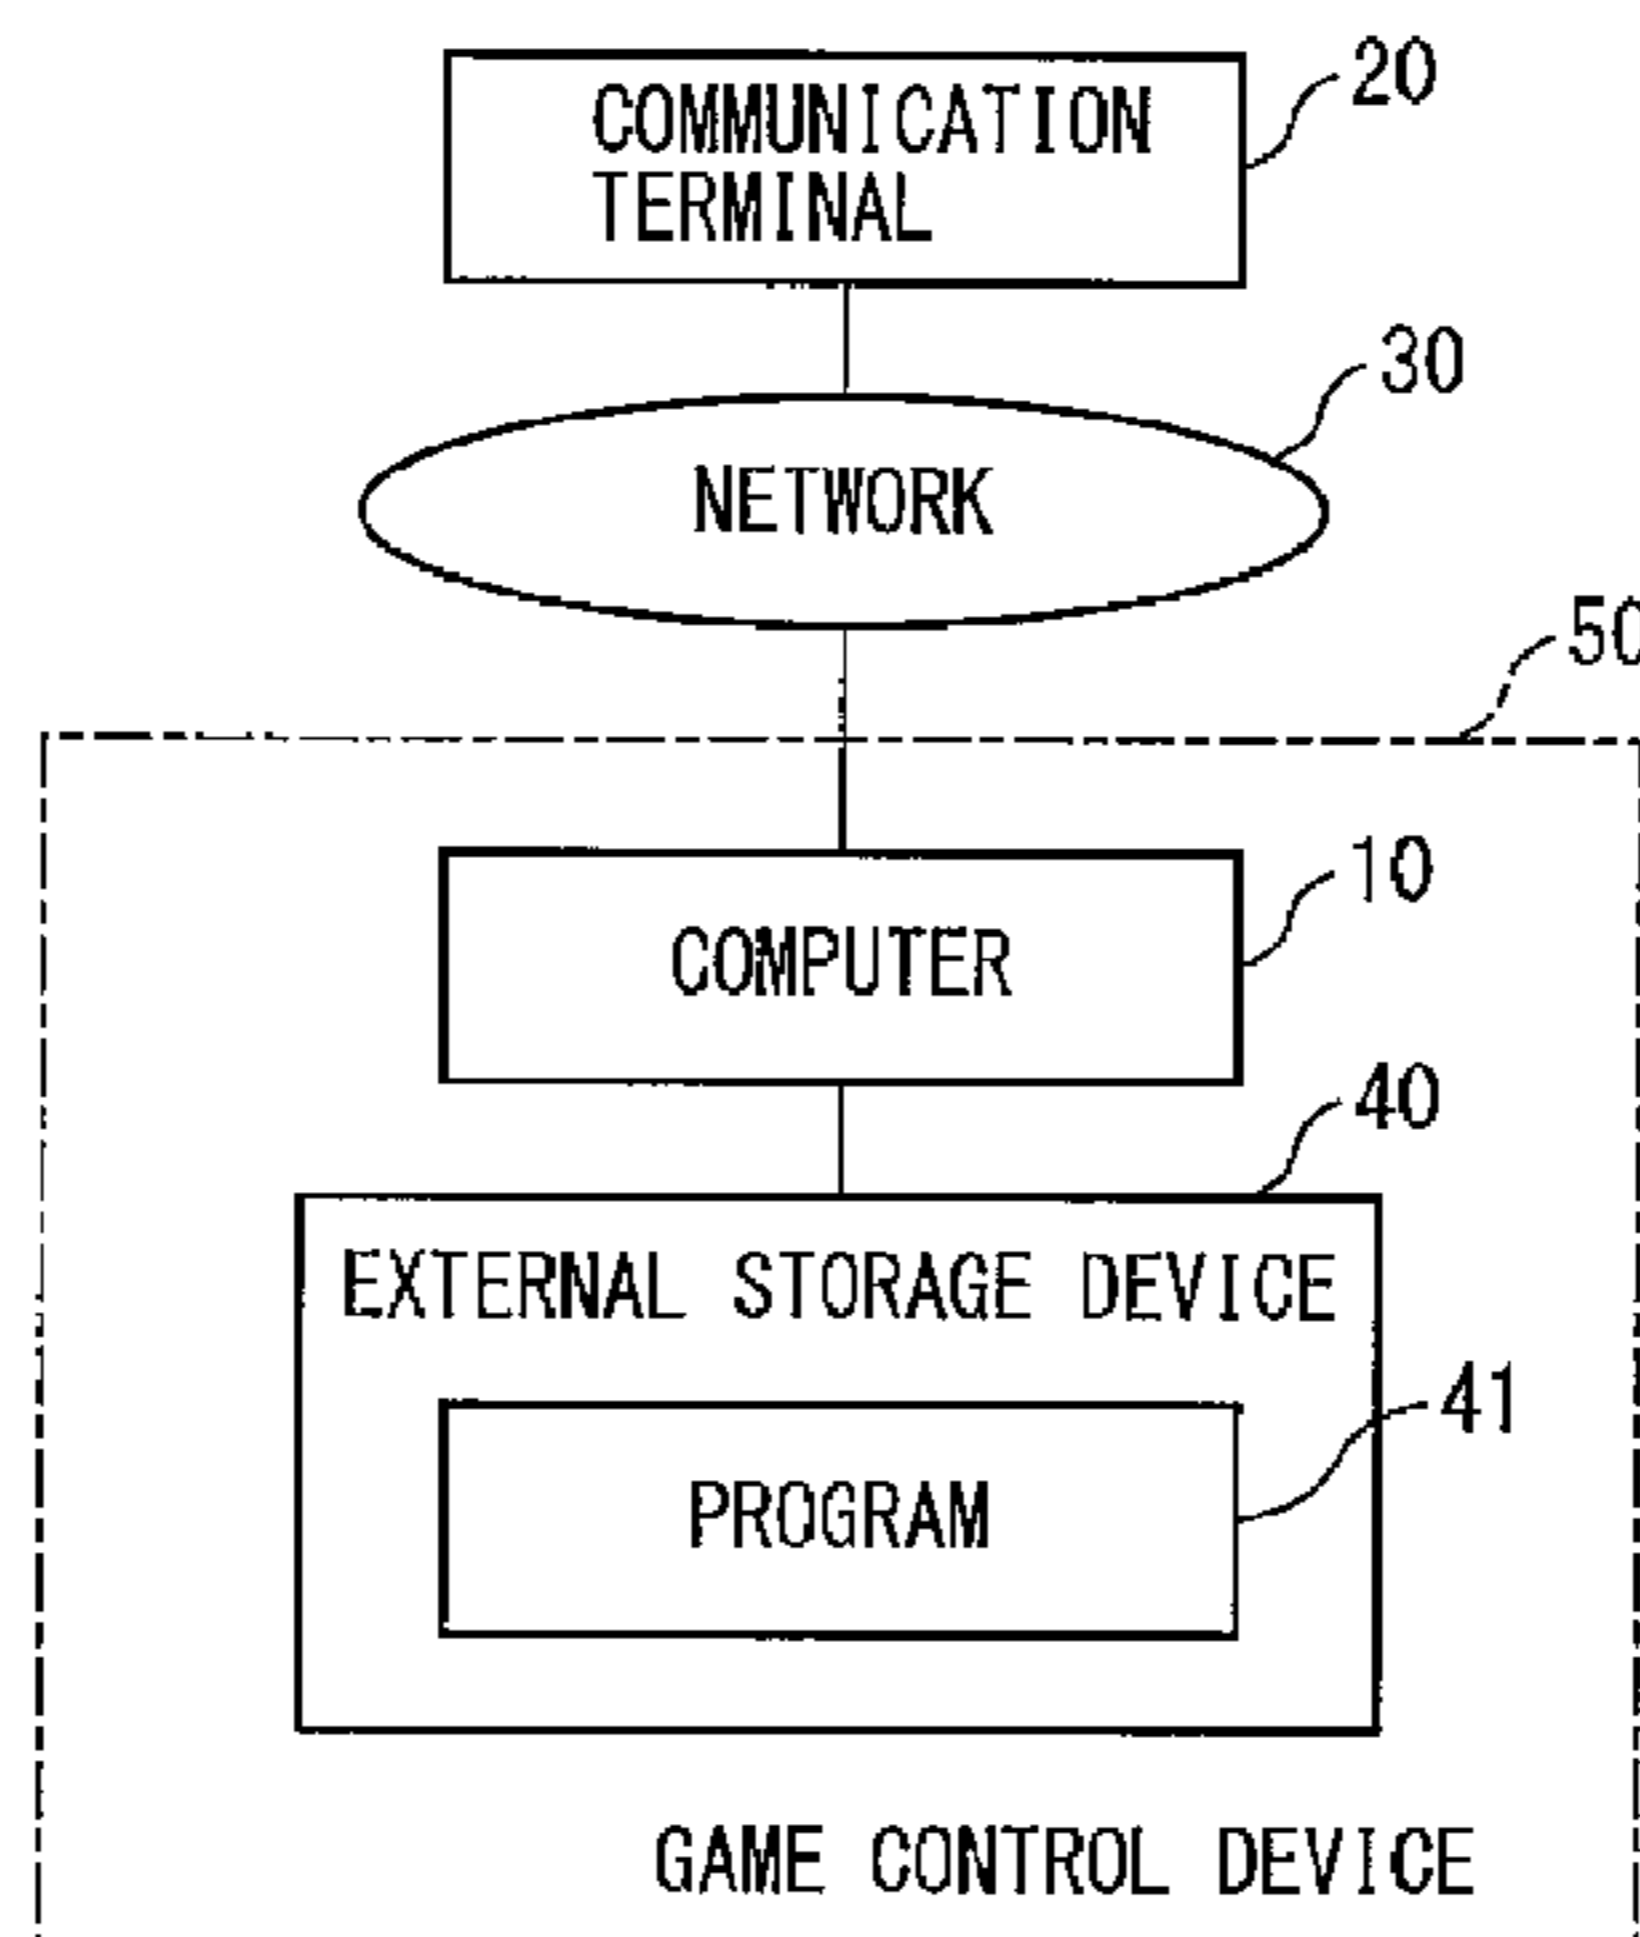 COMMUNICATION
TERMINAL
20
30
NETWORK
50
10
COMPUTER
40
EXTERNAL STORAGE DEVICE
41
PROGRAM
GAME CONTROL DEVICE